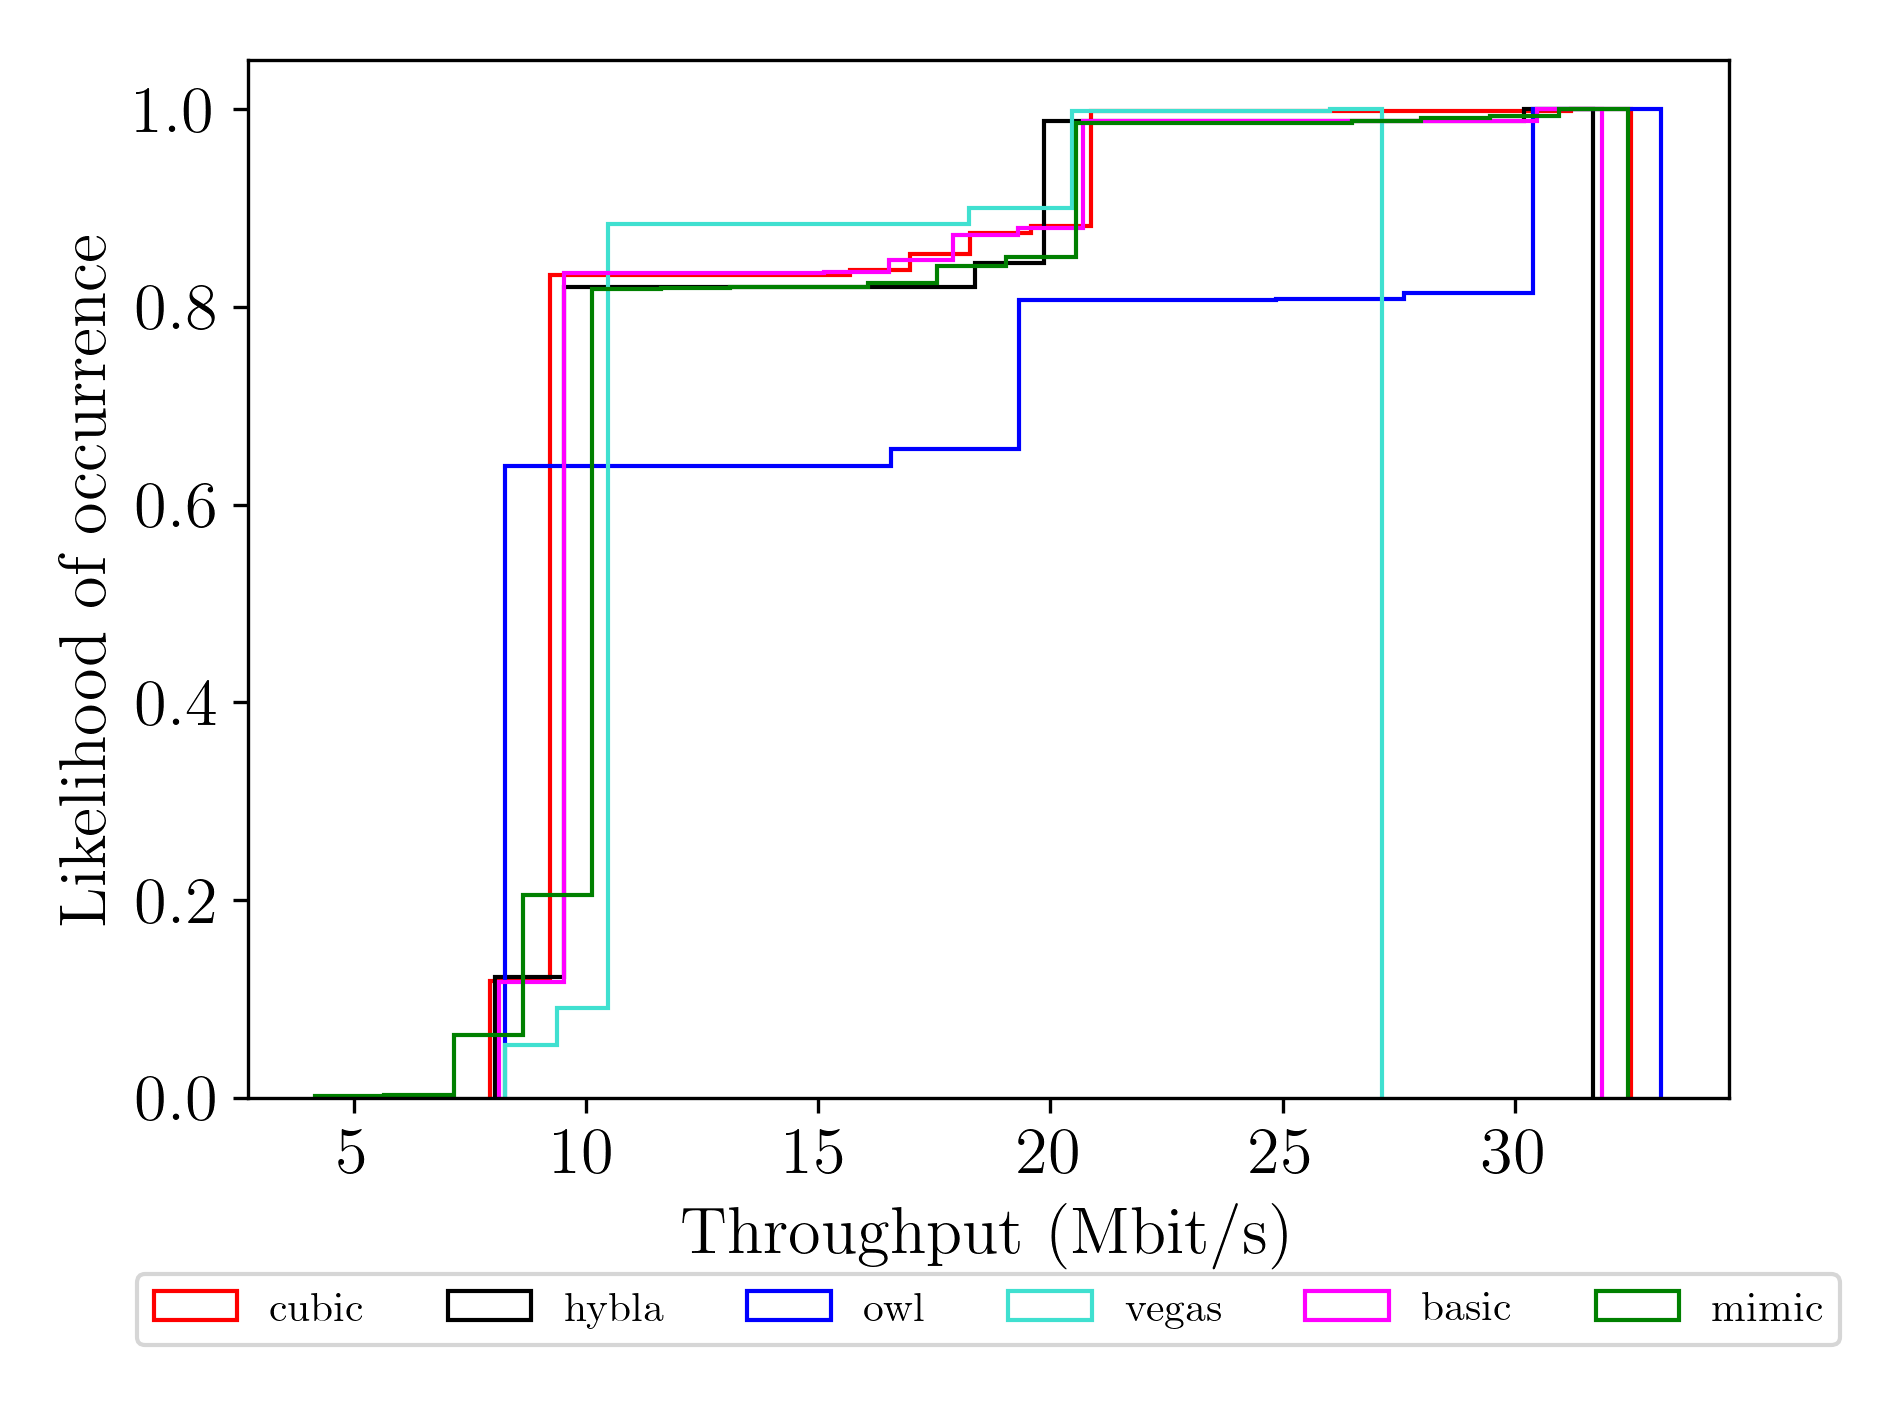 1.0
0.8
0.6
0.4
0.2
0.0
Likelihood of occurrence
5 10 15 20 25 30
Throughput (Mbit/s)
cubic hybla owl vegas basic mimic